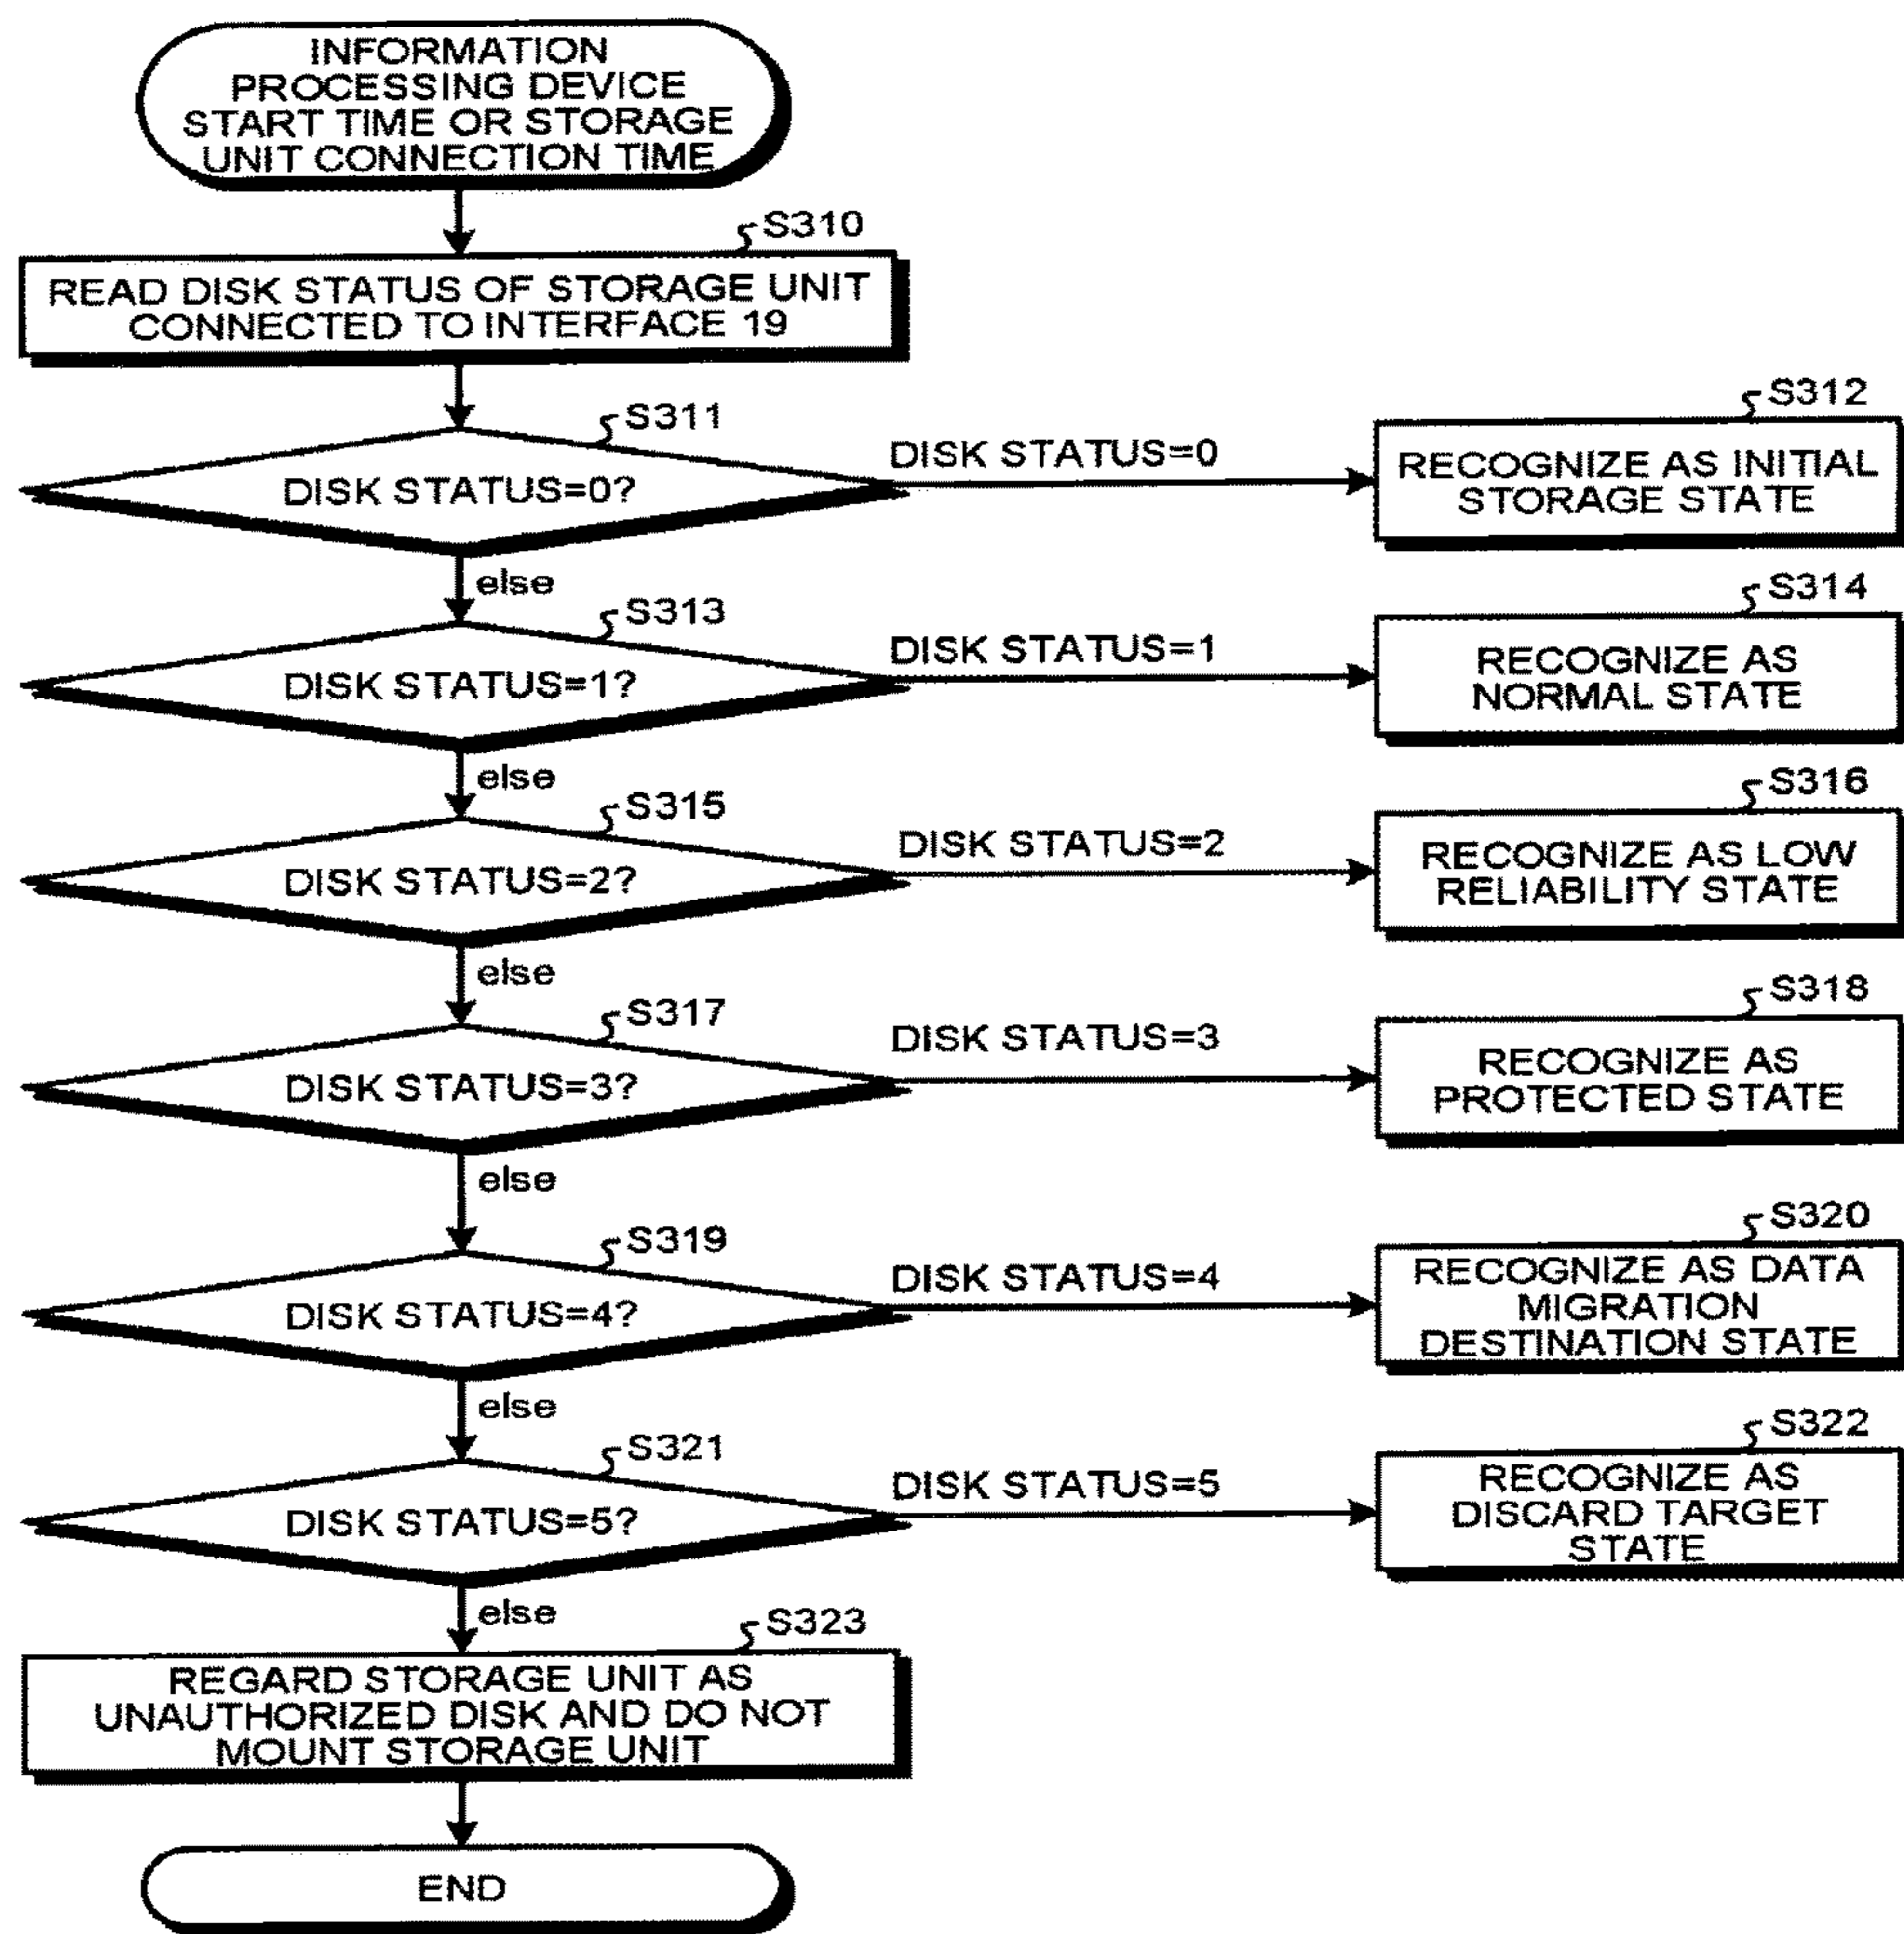 INFORMATION
PROCESSING DEVICE
START TIME OR STORAGE
UNIT CONNECTION TIME
S310
READ DISK STATUS OF STORAGE UNIT
CONNECTED TO INTERFACE 19
S311
DISK STATUS=0?
DISK STATUS=0
S312
RECOGNIZE AS INITIAL
STORAGE STATE
else
S313
DISK STATUS=1?
DISK STATUS=1
S314
RECOGNIZE AS
NORMAL STATE
else
S315
DISK STATUS=2?
DISK STATUS=2
S316
RECOGNIZE AS LOW
RELIABILITY STATE
else
S317
DISK STATUS=3?
DISK STATUS=3
S318
RECOGNIZE AS
PROTECTED STATE
else
S319
DISK STATUS=4?
DISK STATUS=4
S320
RECOGNIZE AS DATA
MIGRATION
DESTINATION STATE
else
S321
DISK STATUS=5?
DISK STATUS=5
S322
RECOGNIZE AS
DISCARD TARGET
STATE
else
S323
REGARD STORAGE UNIT AS
UNAUTHORIZED DISK AND DO NOT
MOUNT STORAGE UNIT
END